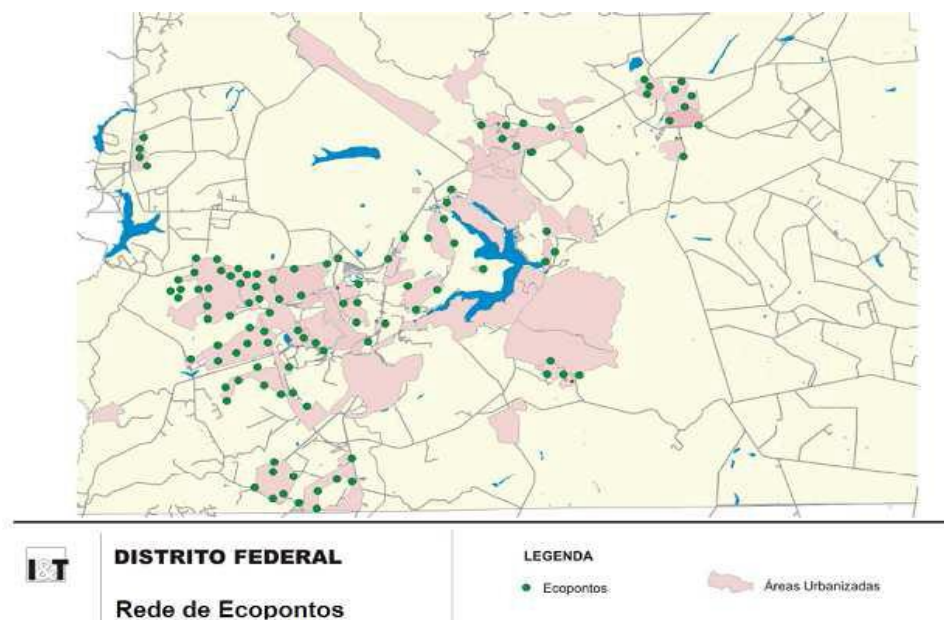 I&T
DISTRITO FEDERAL
Rede de Ecopontos
LEGENDA
Ecopontos
Áreas Urbanizadas